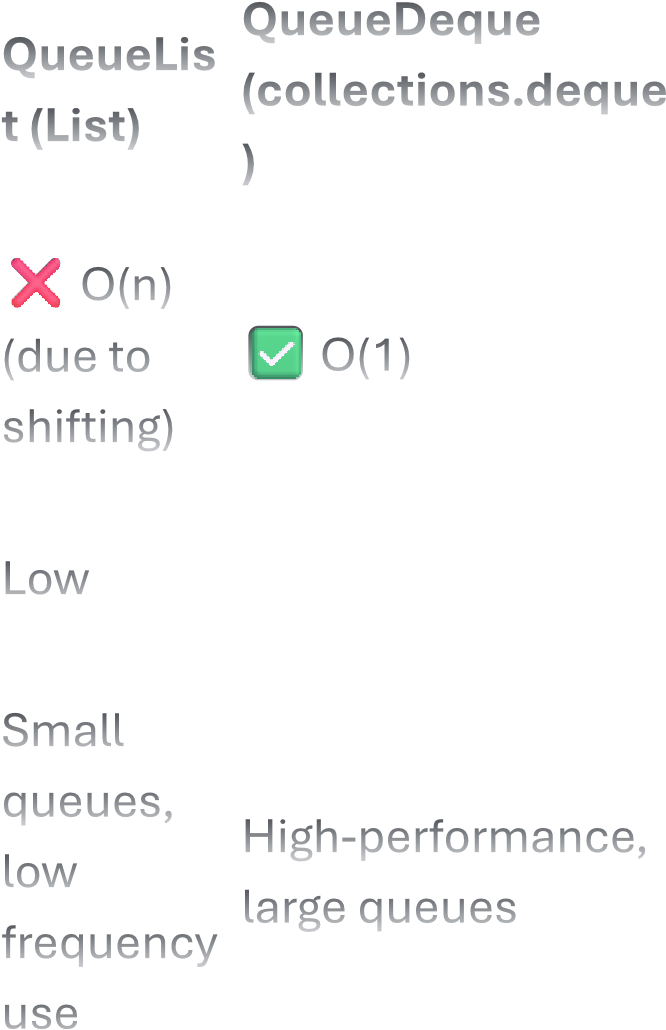 QueueLis
t (List)
QueueDeque
(collections.deque
)
❌ O(n)
(due to
shifting)
✅ O(1)
Low
Small
queues,
low
frequency
use
High-performance,
large queues